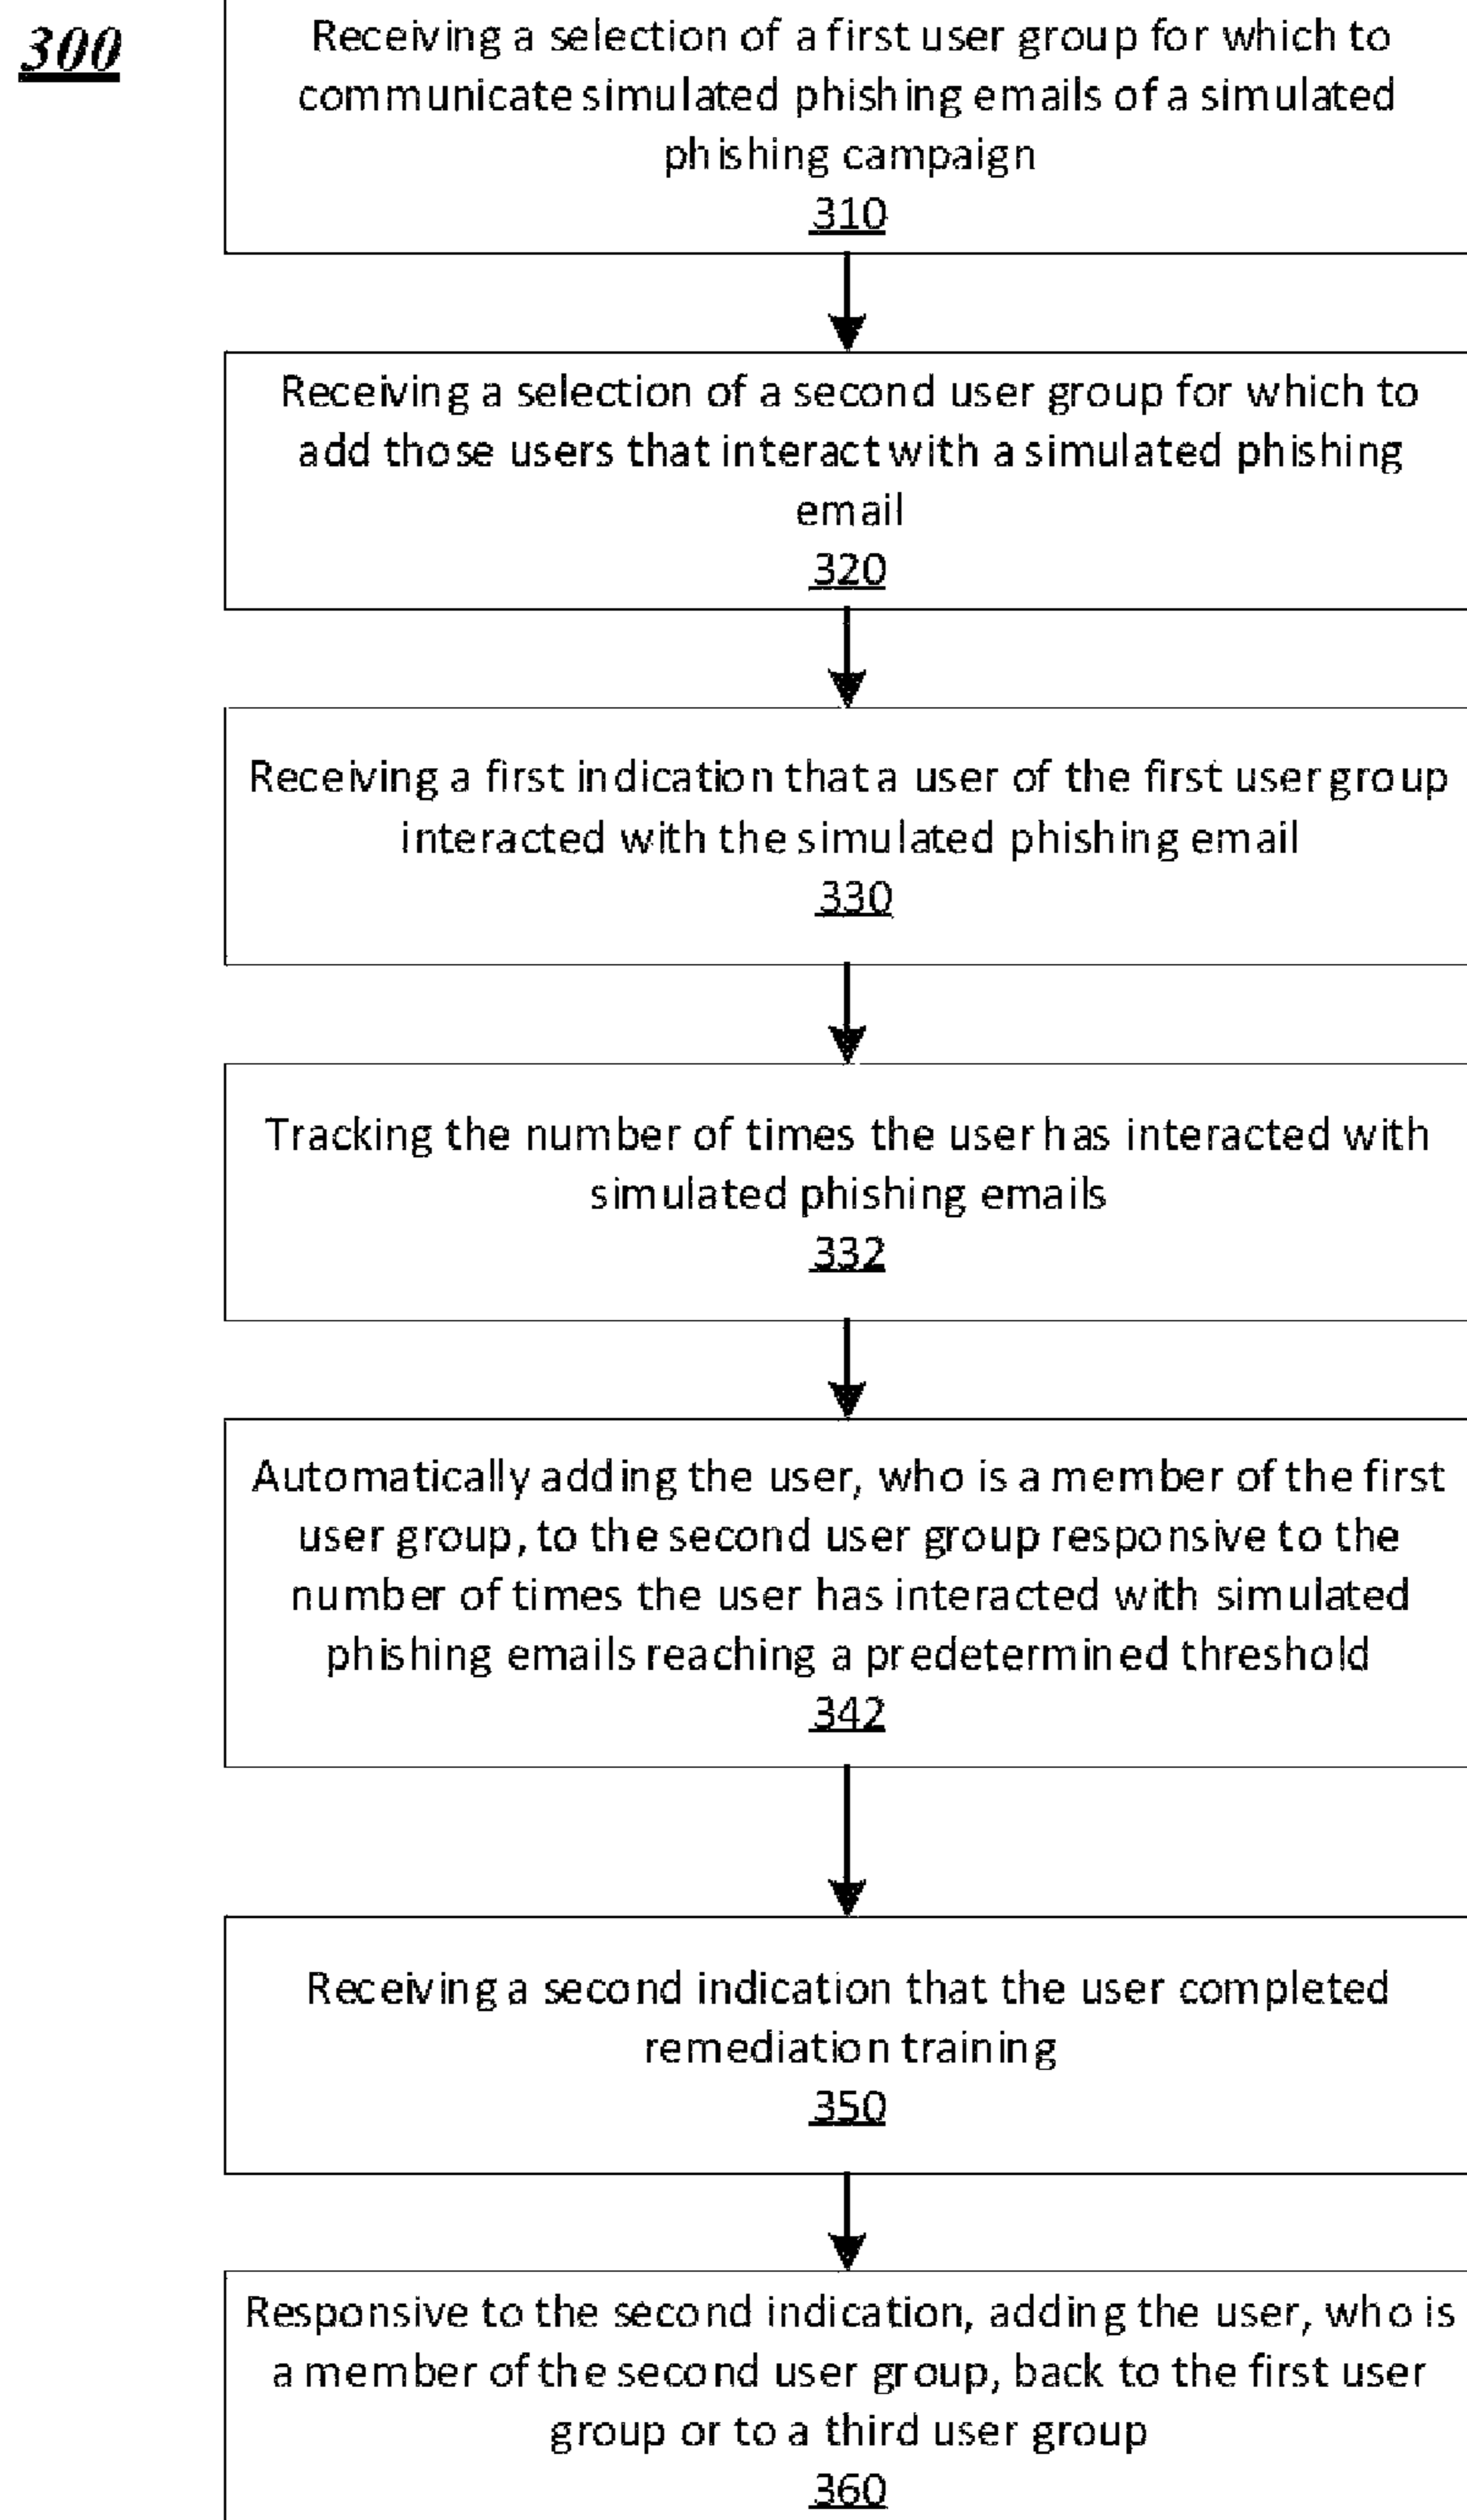 300
Receiving a selection of a first user group for which to
communicate simulated phishing emails of a simulated
phishing campaign
310
Receiving a selection of a second user group for which to
add those users that interact with a simulated phishing
email
320
Receiving a first indication that a user of the first user group
interacted with the simulated phishing email
330
Tracking the number of times the user has interacted with
simulated phishing emails
332
Automatically adding the user, who is a member of the first
user group, to the second user group responsive to the
number of times the user has interacted with simulated
phishing emails reaching a predetermined threshold
342
Receiving a second indication that the user completed
remediation training
350
Responsive to the second indication, adding the user, who is
a member of the second user group, back to the first user
group or to a third user group
360